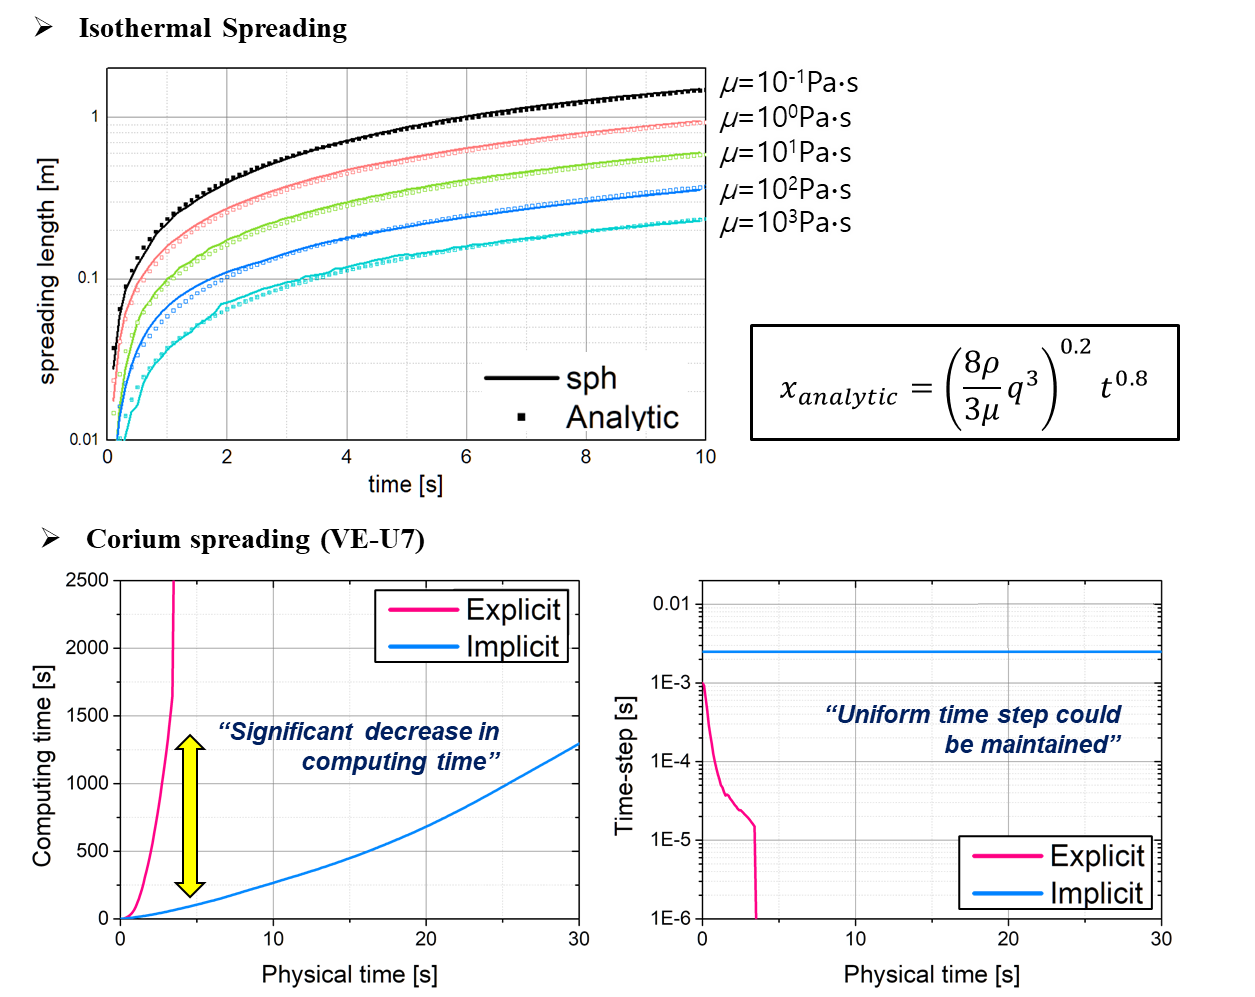 ➢ Isothermal Spreading
spreading length [m]
1
0.1
0.01
0 2 4 6 8 10
time [s]
sph
Analytic
μ=10⁻¹Pa·s
μ=10⁰Pa·s
μ=10¹Pa·s
μ=10²Pa·s
μ=10³Pa·s
x_analytic = (8ρ/3μ q³)^0.2 t^0.8
➢ Corium spreading (VE-U7)
Computing time [s]
2500
2000
1500
1000
500
0
0 10 20 30
Physical time [s]
Explicit
Implicit
“Significant decrease in
computing time”
Time-step [s]
0.01
1E-3
1E-4
1E-5
1E-6
0 10 20 30
Physical time [s]
“Uniform time step could
be maintained”
Explicit
Implicit